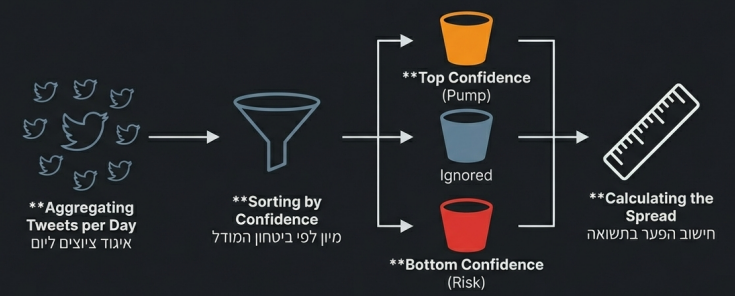 **Aggregating
Tweets per Day
איגוד ציוצים ליום
**Sorting by
Confidence
מיון לפי ביטחון המודל
**Top Confidence
(Pump)
Ignored
**Bottom Confidence
(Risk)
**Calculating the
Spread
חישוב הפער בתשואה